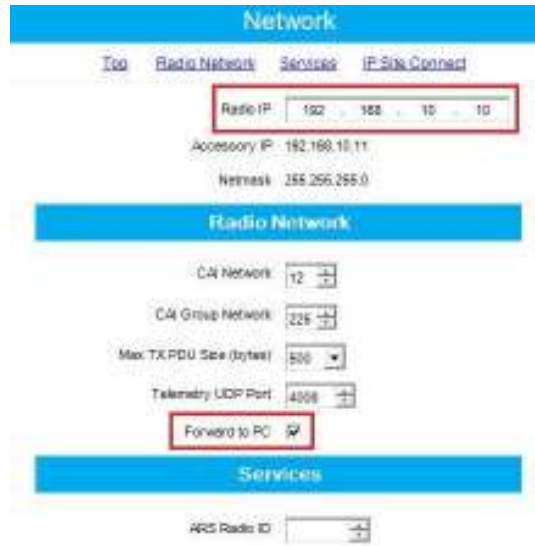 Network
Top Radio Network Services IP Site Connect
Radio IP 192 . 168 . 10 . 10
Accessory IP 192.168.10.11
Netmask 255.255.255.0
Radio Network
CAI Network 12
CAI Group Network 225
Max TX PDU Size (bytes) 500
Telemetry UDP Port 4008
Forward to PC
Services
ARS Radio ID